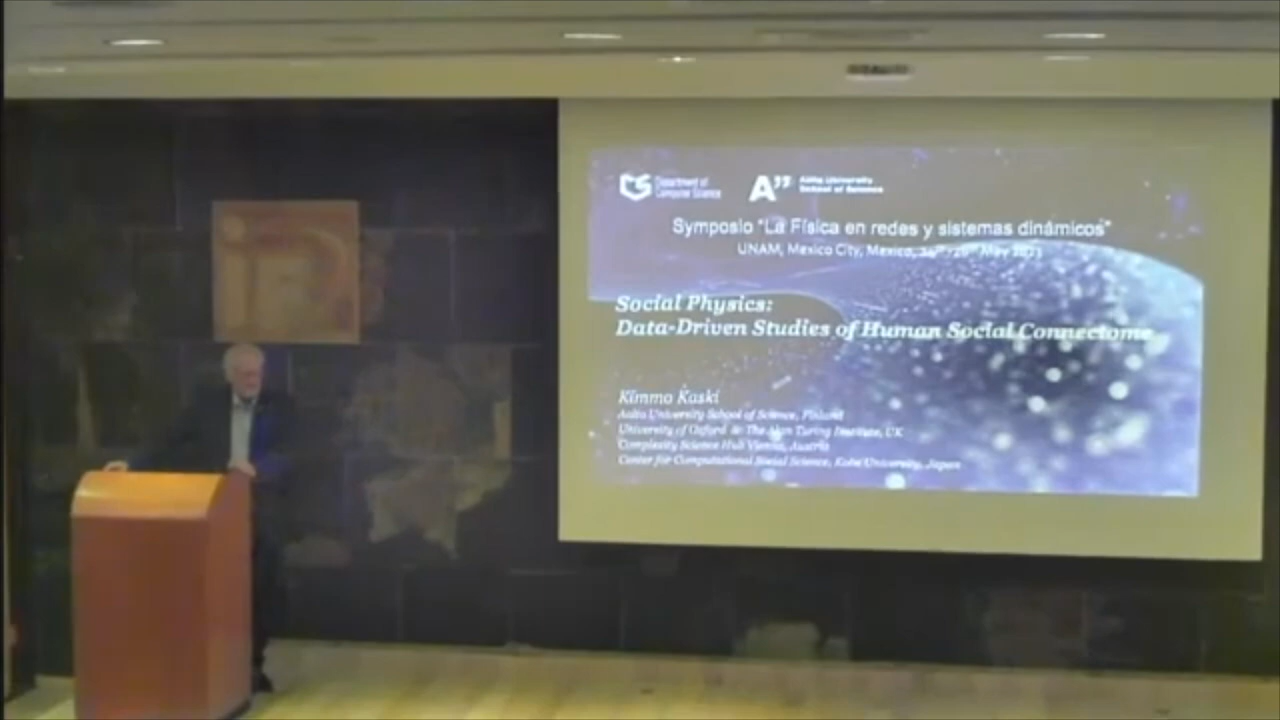 Department of
Computer Science
A"
Aalto University
School of Science
Symposio "La Física en redes y sistemas dinámicos"
UNAM, Mexico City, Mexico, May
Social Physics:
Data-Driven Studies of Human Social Connectome
Kimmo Kaski
Aalto University School of Science, Finland
University of Oxford & The Alan Turing Institute, UK
Complexity Science Hub Vienna, Austria
Center for Computational Social Science, Kobe University, Japan